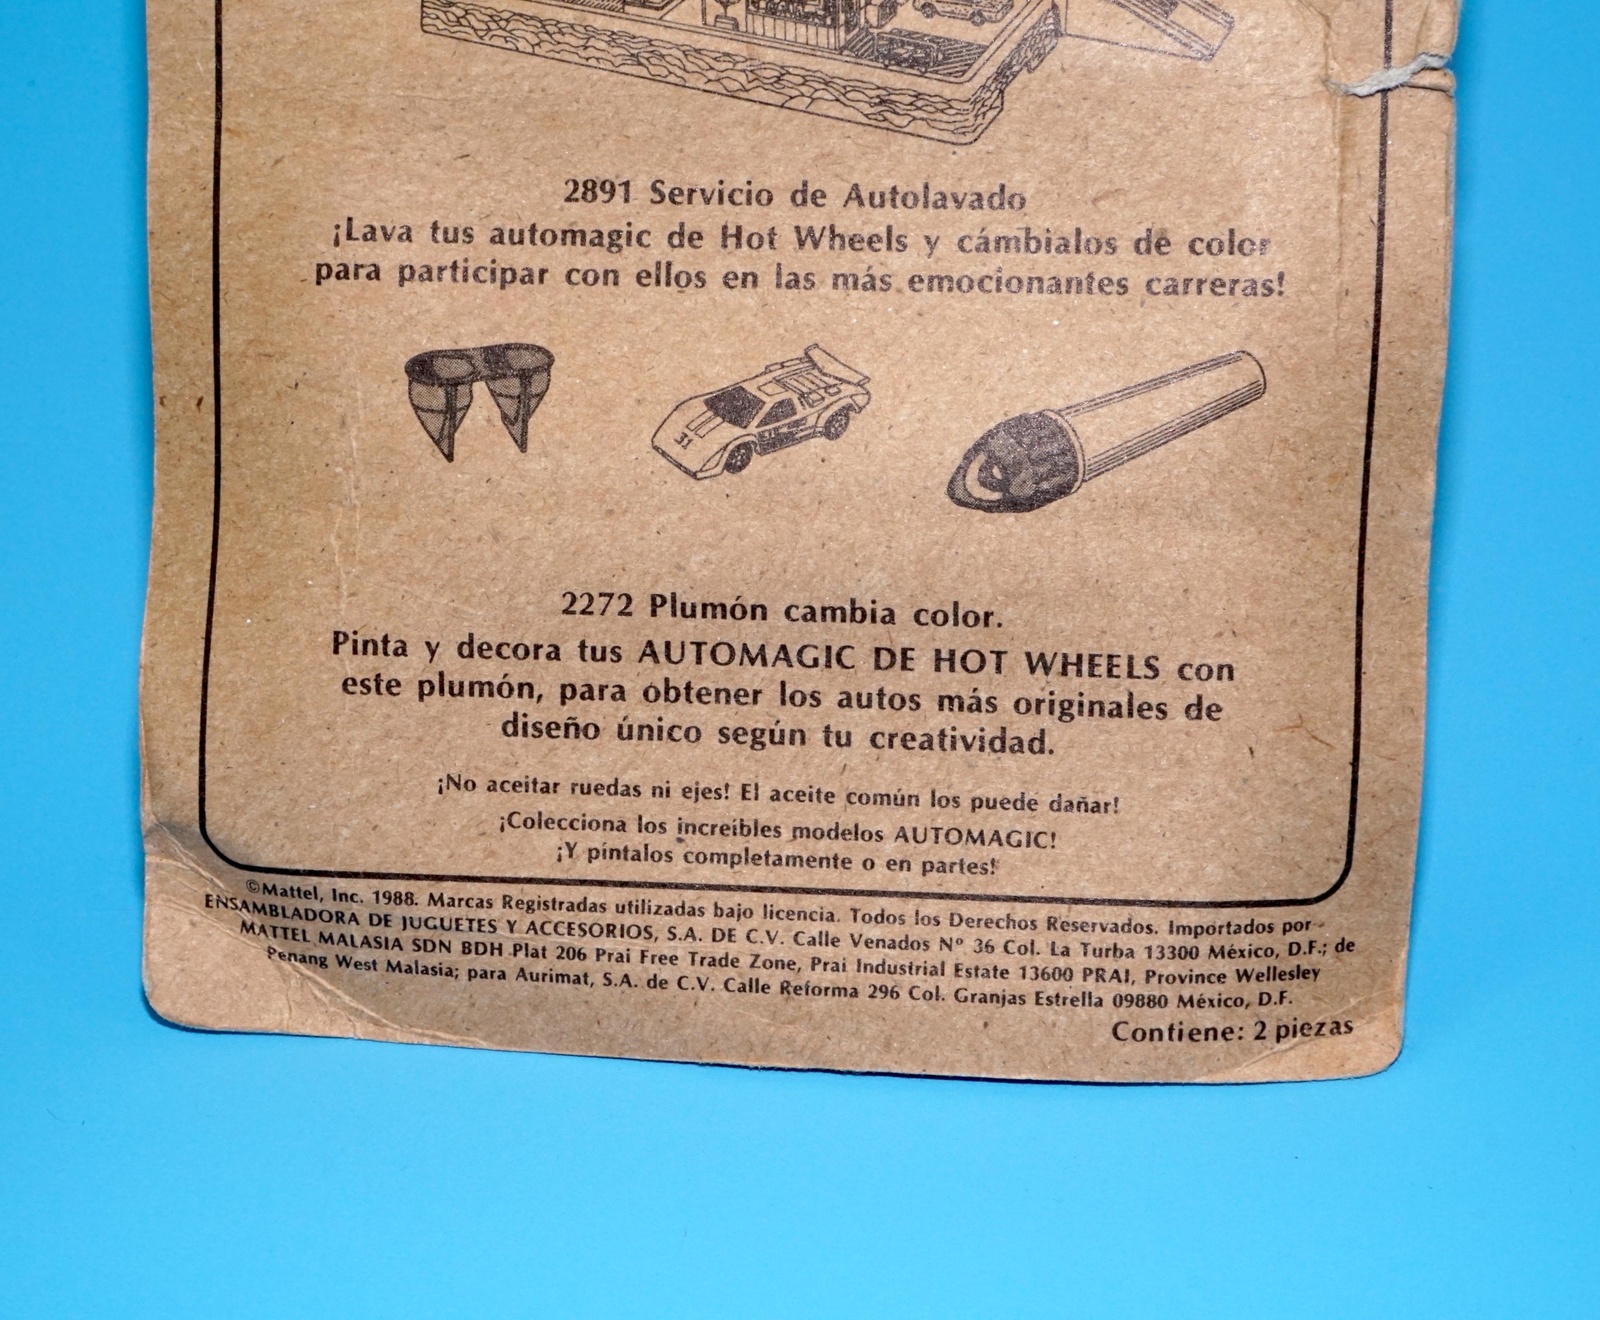 2891 Servicio de Autolavado
¡Lava tus automagic de Hot Wheels y cámbialos de color
para participar con ellos en las más emocionantes carreras!
31
2272 Plumón cambia color.
Pinta y decora tus AUTOMAGIC DE HOT WHEELS con
este plumón, para obtener los autos más originales de
diseño único según tu creatividad.
¡No aceitar ruedas ni ejes! El aceite común los puede dañar!
¡Colecciona los increíbles modelos AUTOMAGIC!
¡Y píntalos completamente o en partes!
©Mattel, Inc. 1988. Marcas Registradas utilizadas bajo licencia. Todos los Derechos Reservados. Importados por
ENSAMBLADORA DE JUGUETES Y ACCESORIOS, S.A. DE C.V. Calle Venados Nº 36 Col. La Turba 13300 México, D.F.; de
MATTEL MALASIA SDN BDH Plat 206 Prai Free Trade Zone, Prai Industrial Estate 13600 PRAI, Province Wellesley
Penang West Malasia; para Aurimat, S.A. de C.V. Calle Reforma 296 Col. Granjas Estrella 09880 México, D.F.
Contiene: 2 piezas